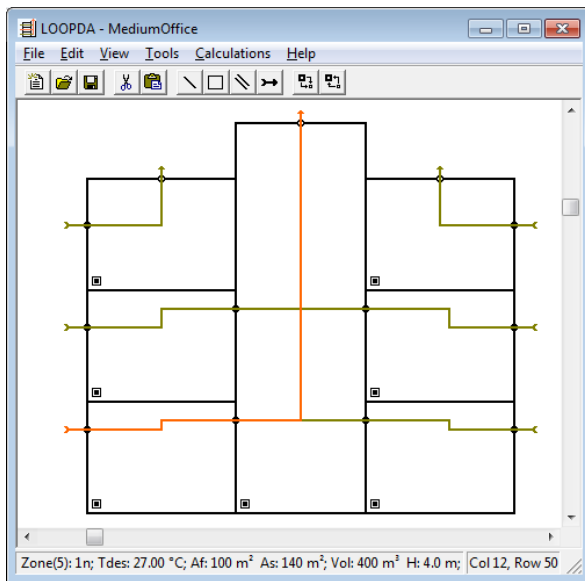 LOOPDA - MediumOffice
File Edit View Tools Calculations Help
Zone(5): 1n; Tdes: 27.00 °C; Af: 100 m² As: 140 m²; Vol: 400 m³ H: 4.0 m; Col 12, Row 50